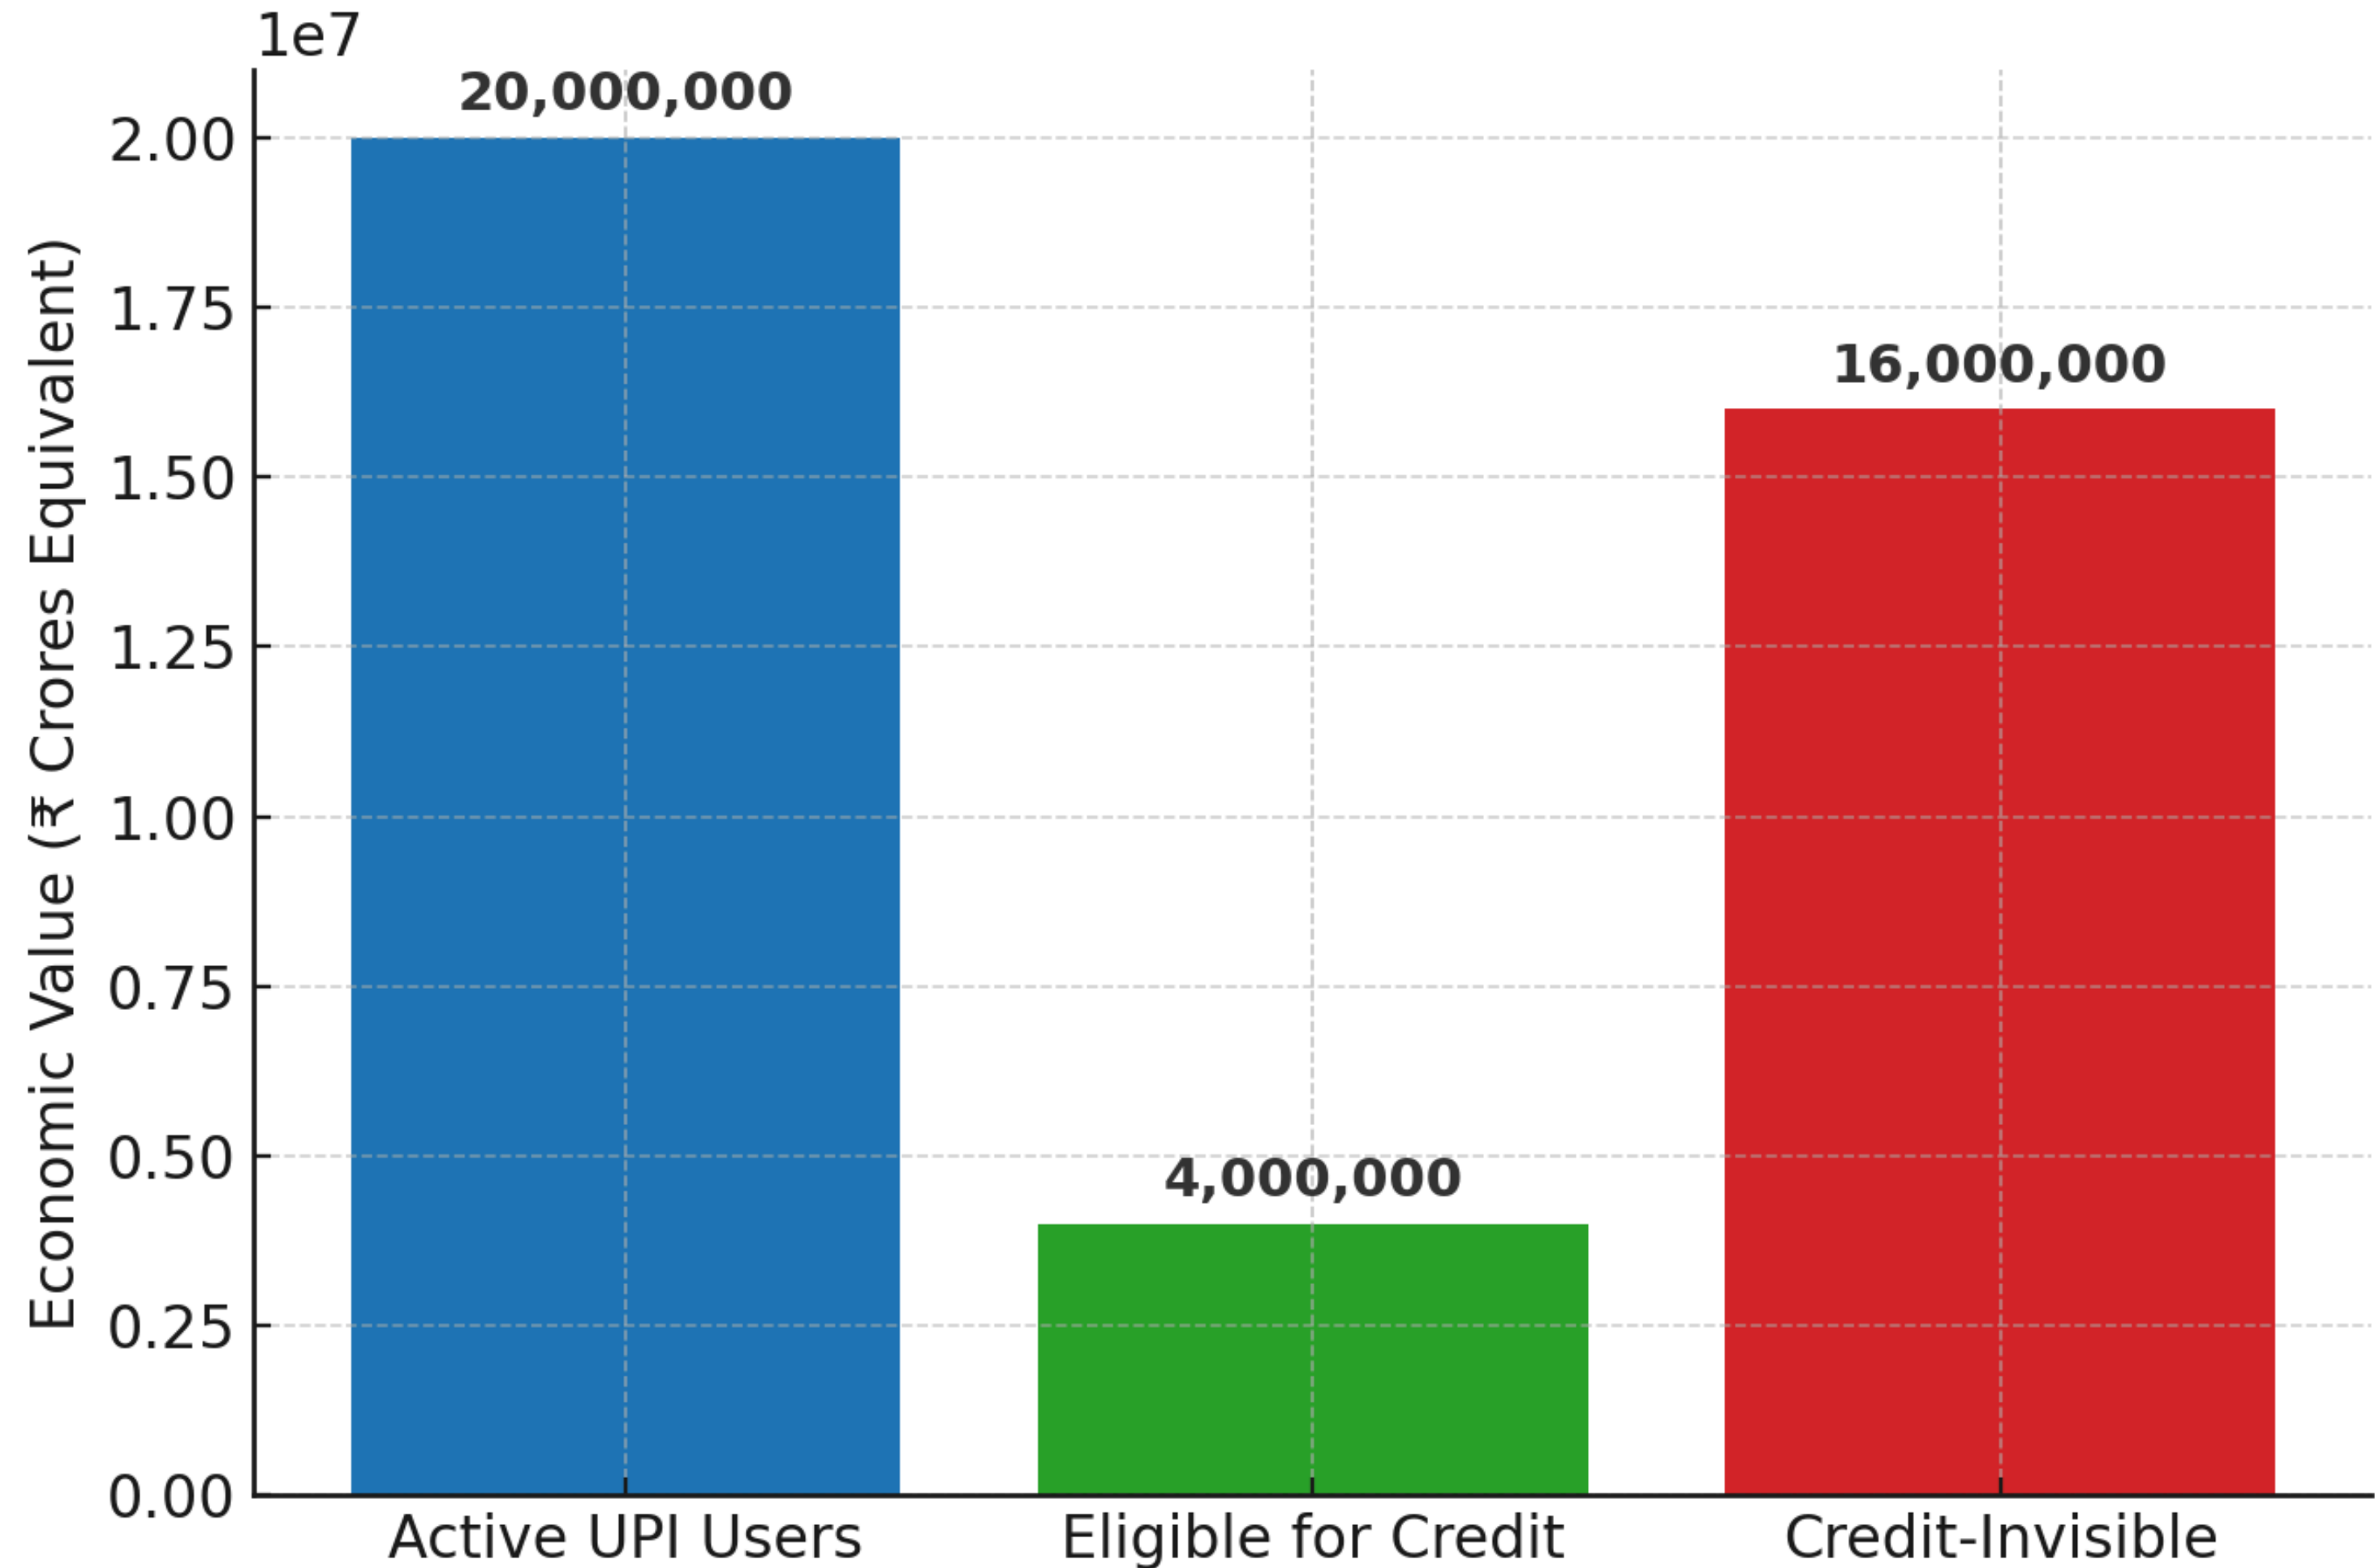 1e7
20,000,000
2.00
1.75
16,000,000
1.50
1.25
1.00
0.75
0.50
4,000,000
0.25
0.00
Economic Value (₹ Crores Equivalent)
Active UPI Users
Eligible for Credit
Credit-Invisible